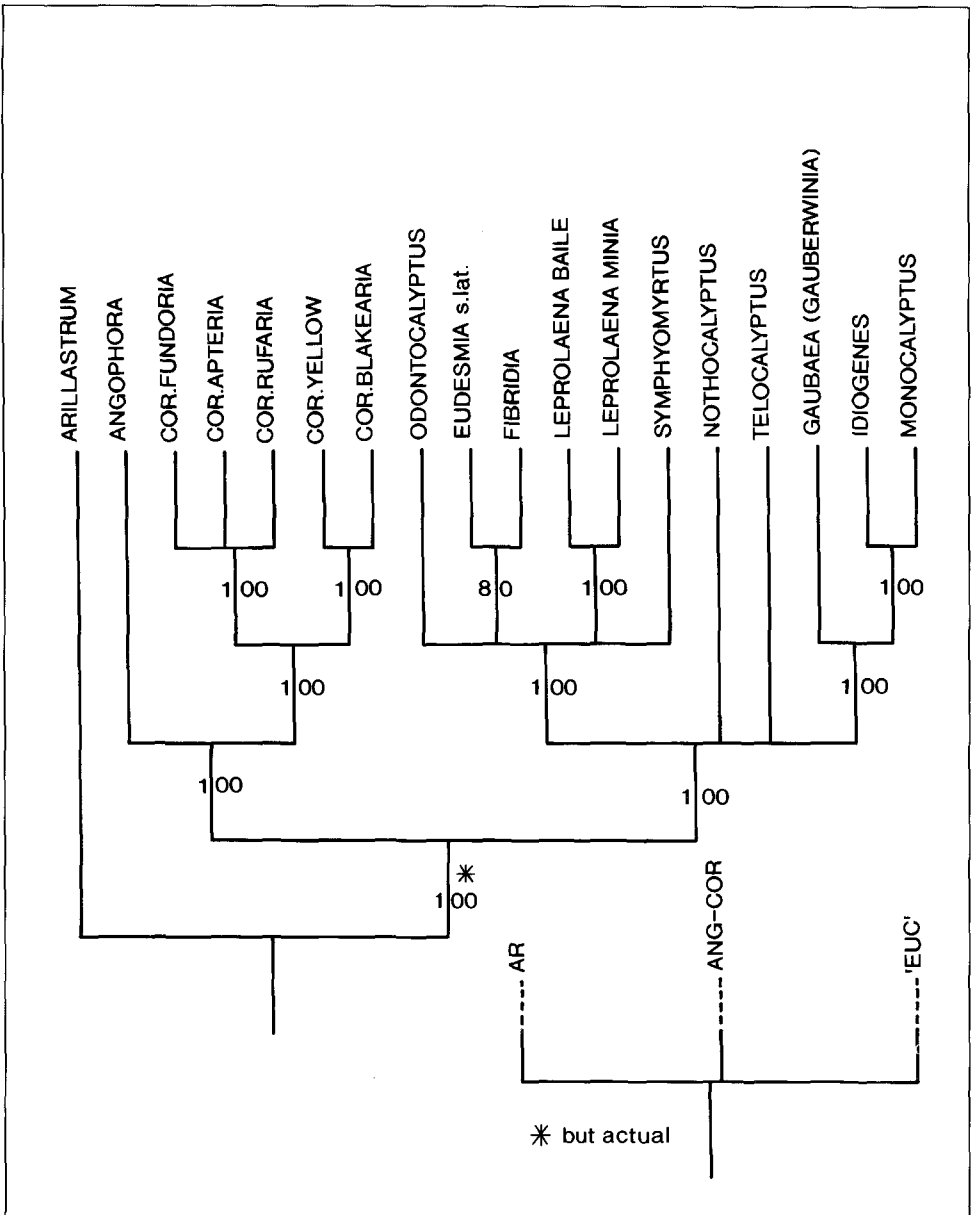 ARILLASTRUM
ANGOPHORA
COR.FUNDORIA
COR.APTERIA
COR.RUFARIA
COR.YELLOW
COR.BLAKEARIA
ODONTOCALYPTUS
EUDESMIA s.lat.
FIBRIDIA
LEPROLAENA BAILE
LEPROLAENA MINIA
SYMPHYOMYRTUS
NOTHOCALYPTUS
TELOCALYPTUS
GAUBAEA (GAUBERWINIA)
IDIOGENES
MONOCALYPTUS
100
100
80
100
100
100
100
100
100
100
*
100
AR
ANG-COR
'EUC'
* but actual